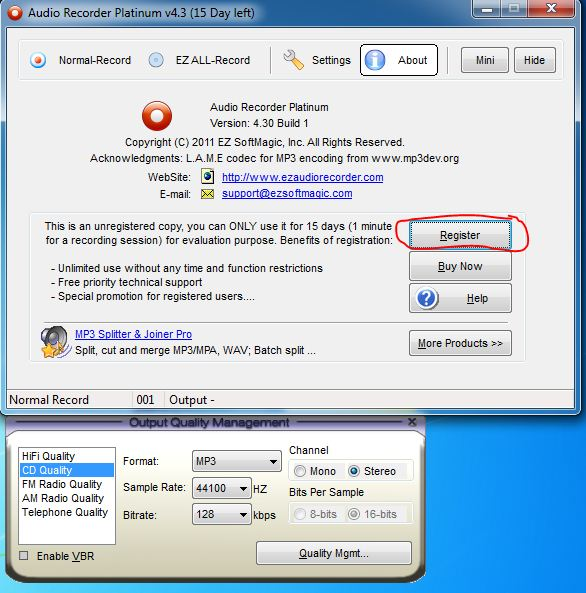 Audio Recorder Platinum v4.3 (15 Day left)
Normal-Record EZ ALL-Record Settings About Mini Hide
Audio Recorder Platinum
Version: 4.30 Build 1
Copyright (C) 2011 EZ SoftMagic, Inc. All Rights Reserved.
Acknowledgments: L.A.M.E codec for MP3 encoding from www.mp3dev.org
WebSite: http://www.ezaudiorecorder.com
E-mail: support@ezsoftmagic.com
This is an unregistered copy, you can ONLY use it for 15 days (1 minute
for a recording session) for evaluation purpose. Benefits of registration:
- Unlimited use without any time and function restrictions
- Free priority technical support
- Special promotion for registered users....
Register
Buy Now
Help
MP3 Splitter & Joiner Pro
Split, cut and merge MP3/MPA, WAV; Batch split ...
More Products >>
Normal Record 001 Output -
Output Quality Management
HiFi Quality
CD Quality
FM Radio Quality
AM Radio Quality
Telephone Quality
Enable VBR
Format: MP3
Sample Rate: 44100 HZ
Bitrate: 128 kbps
Channel
Mono Stereo
Bits Per Sample
8-bits 16-bits
Quality Mgmt...